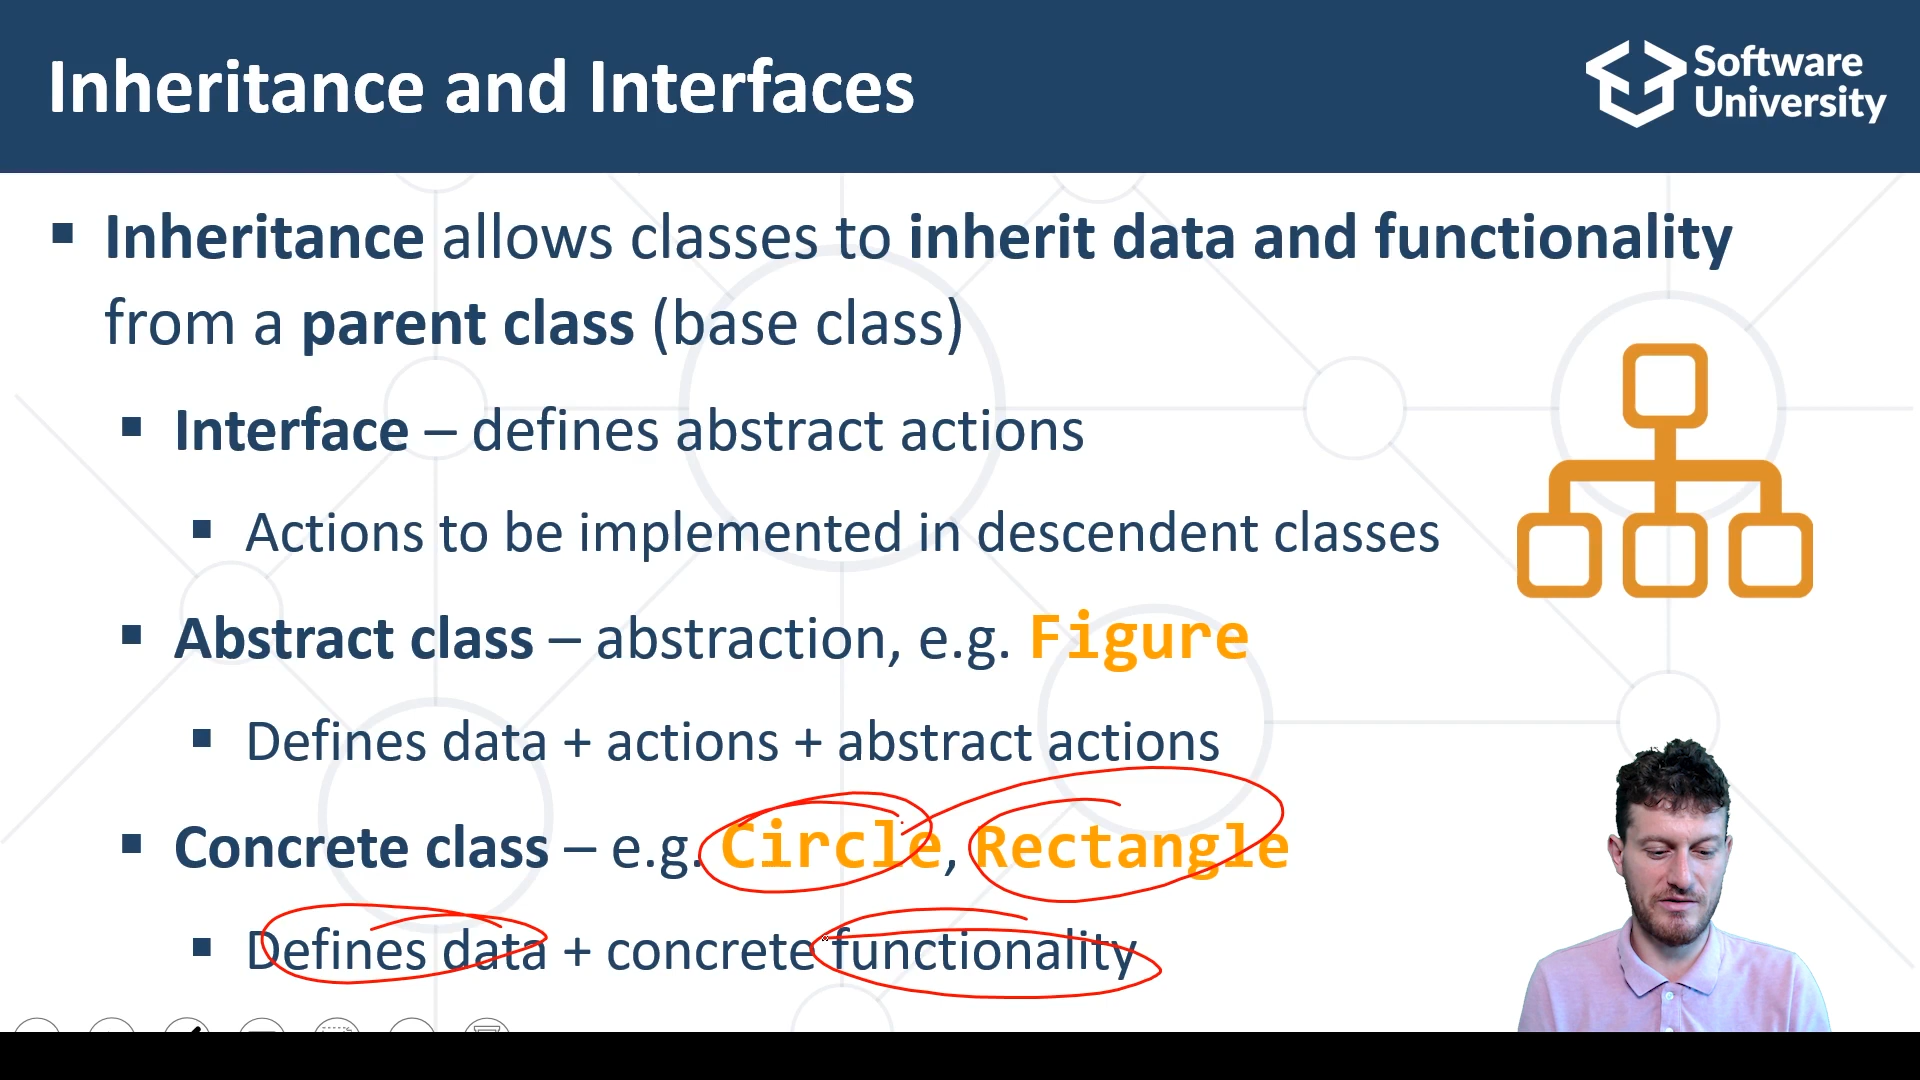 Inheritance and Interfaces
Software
University
▪ Inheritance allows classes to inherit data and functionality
from a parent class (base class)
▪ Interface – defines abstract actions
▪ Actions to be implemented in descendent classes
▪ Abstract class – abstraction, e.g. Figure
▪ Defines data + actions + abstract actions
▪ Concrete class – e.g. Circle, Rectangle
▪ Defines data + concrete functionality